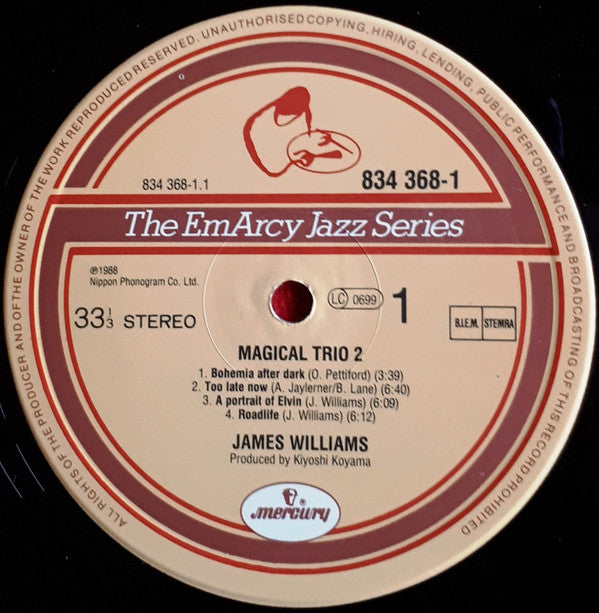 ALL RIGHTS OF THE PRODUCER AND OF THE OWNER OF THE WORK REPRODUCED RESERVED. UNAUTHORISED COPYING, HIRING, LENDING, PUBLIC PERFORMANCE AND BROADCASTING OF THIS RECORD PROHIBITED
834 368-1.1
834 368-1
The EmArcy Jazz Series
℗1988
Nippon Phonogram Co. Ltd.
33⅓ STEREO
LC 0699
1
B.I.E.M. STEMRA
MAGICAL TRIO 2
1. Bohemia after dark (O. Pettiford) (3:39)
2. Too late now (A. Jaylerner/B. Lane) (6:40)
3. A portrait of Elvin (J. Williams) (6:09)
4. Roadlife (J. Williams) (6:12)
JAMES WILLIAMS
Produced by Kiyoshi Koyama
®
mercury